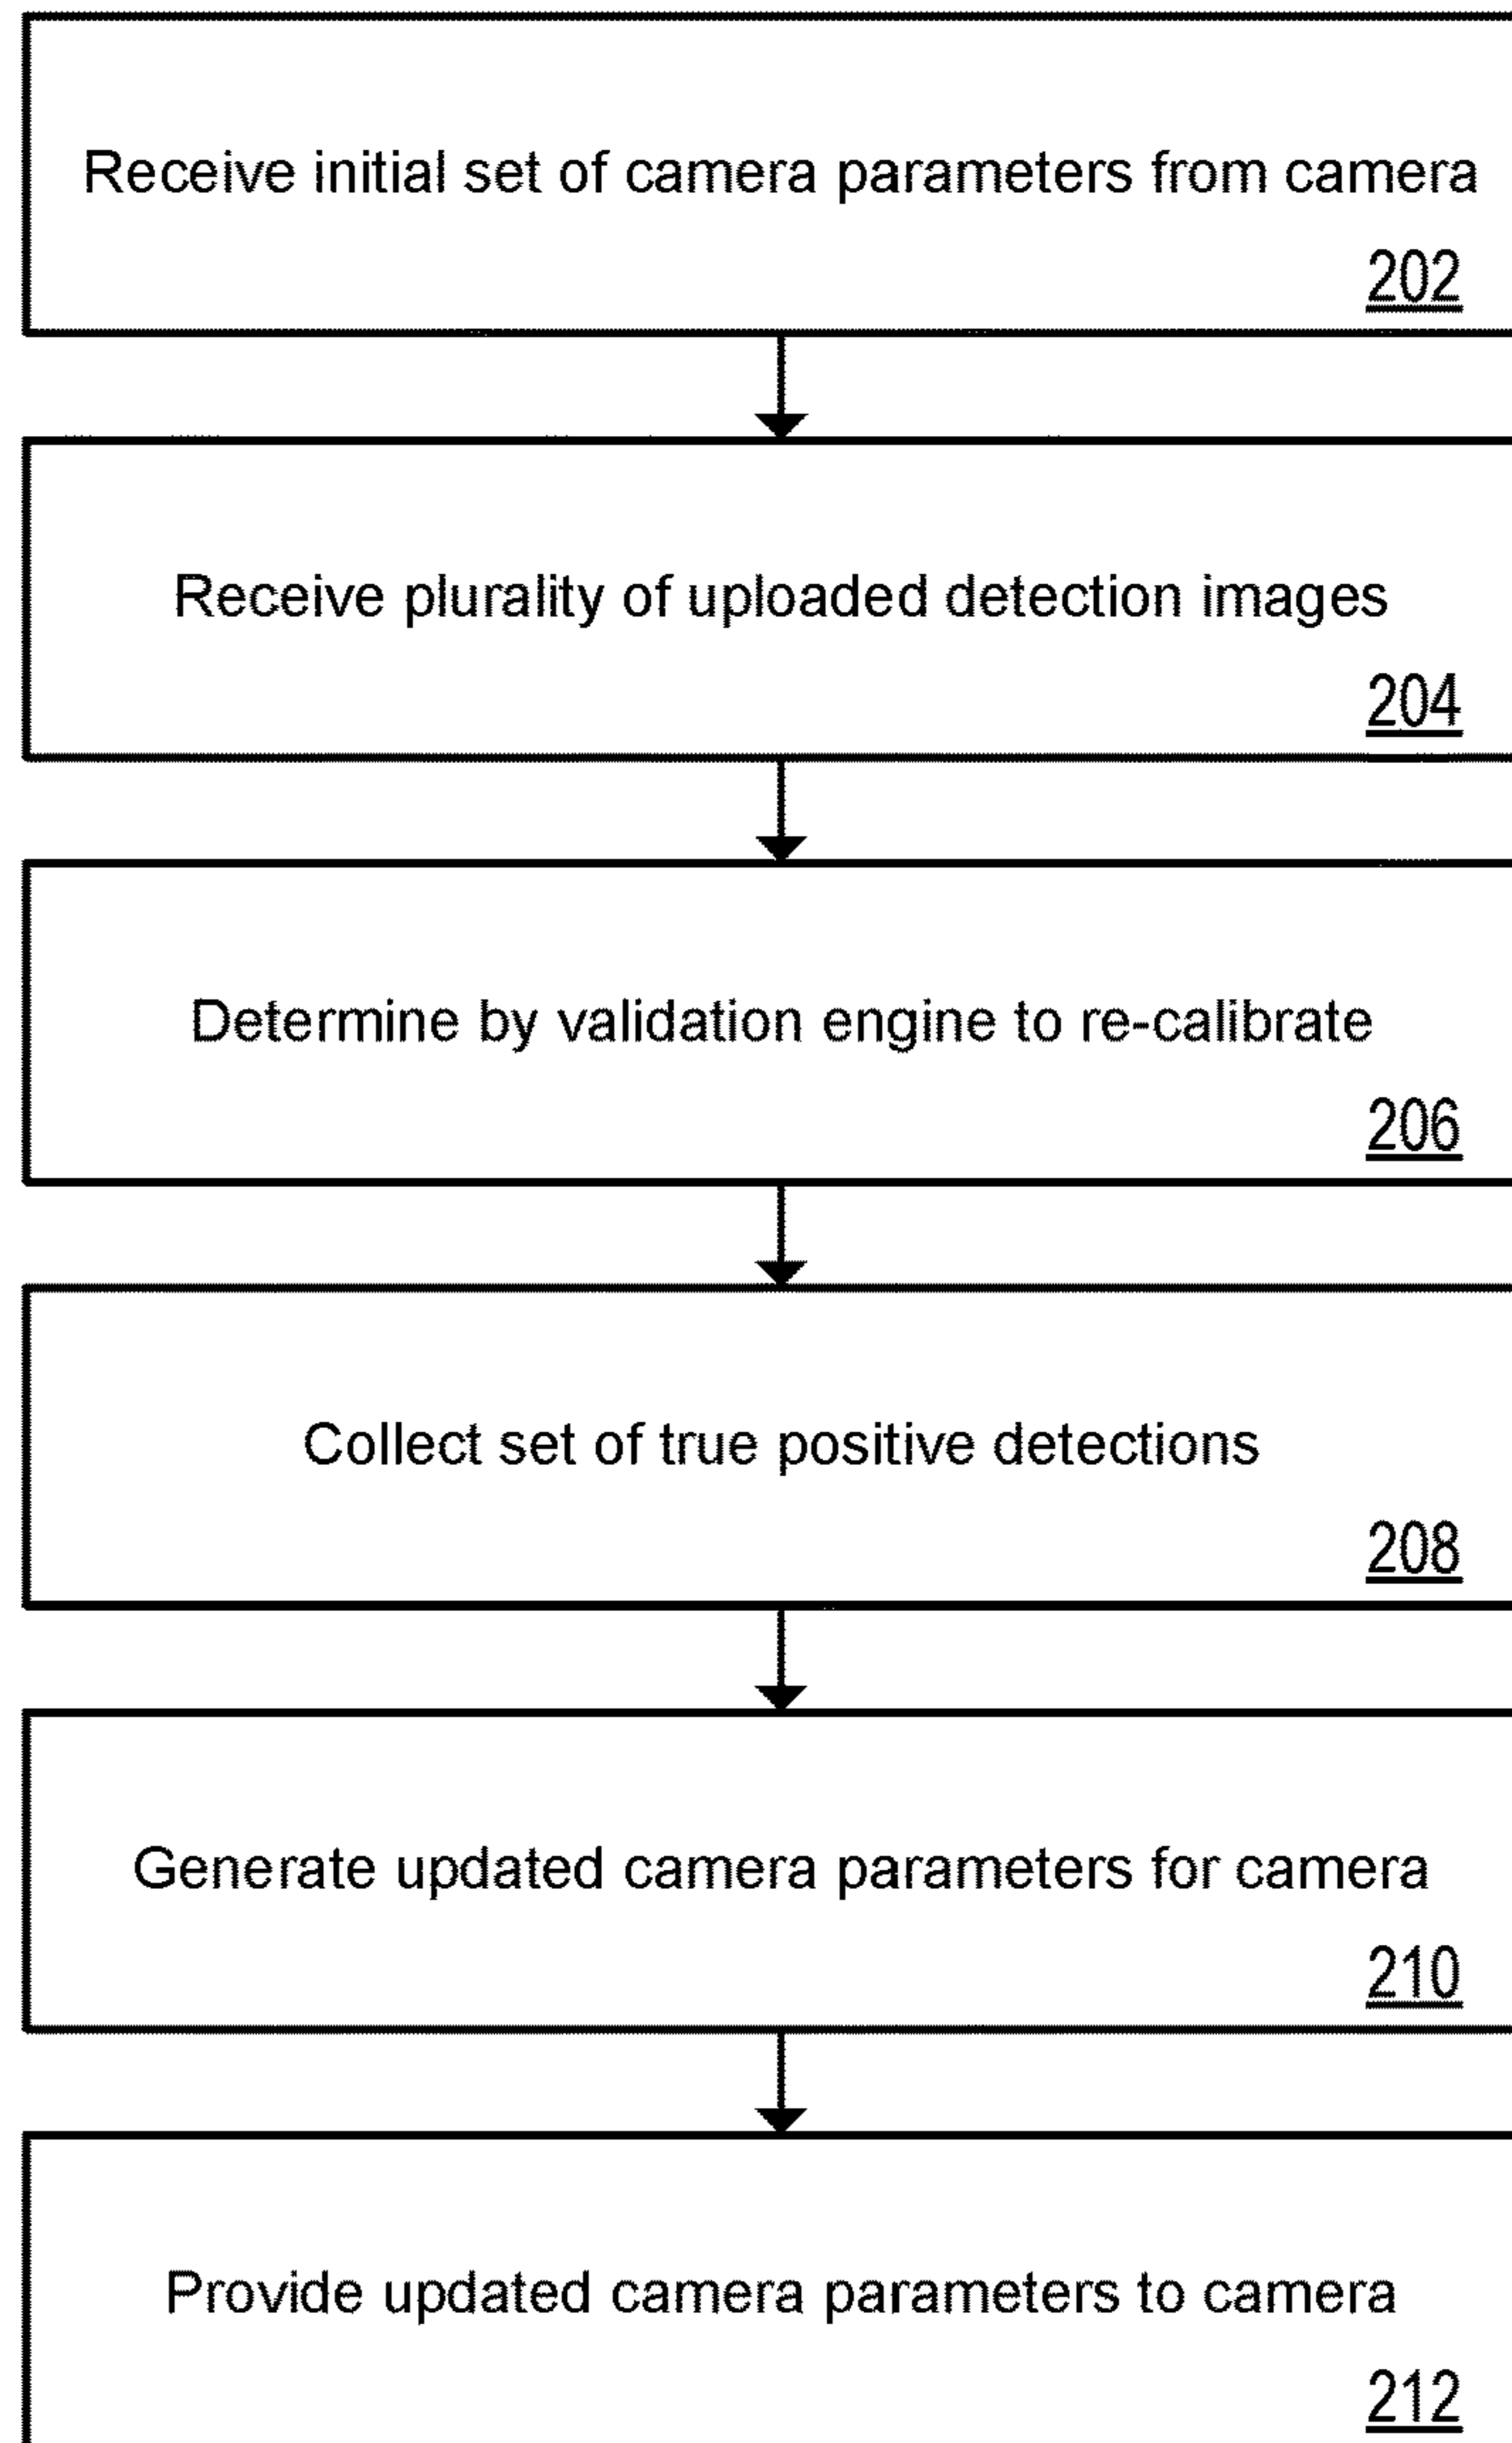 Receive initial set of camera parameters from camera
202
Receive plurality of uploaded detection images
204
Determine by validation engine to re-calibrate
206
Collect set of true positive detections
208
Generate updated camera parameters for camera
210
Provide updated camera parameters to camera
212